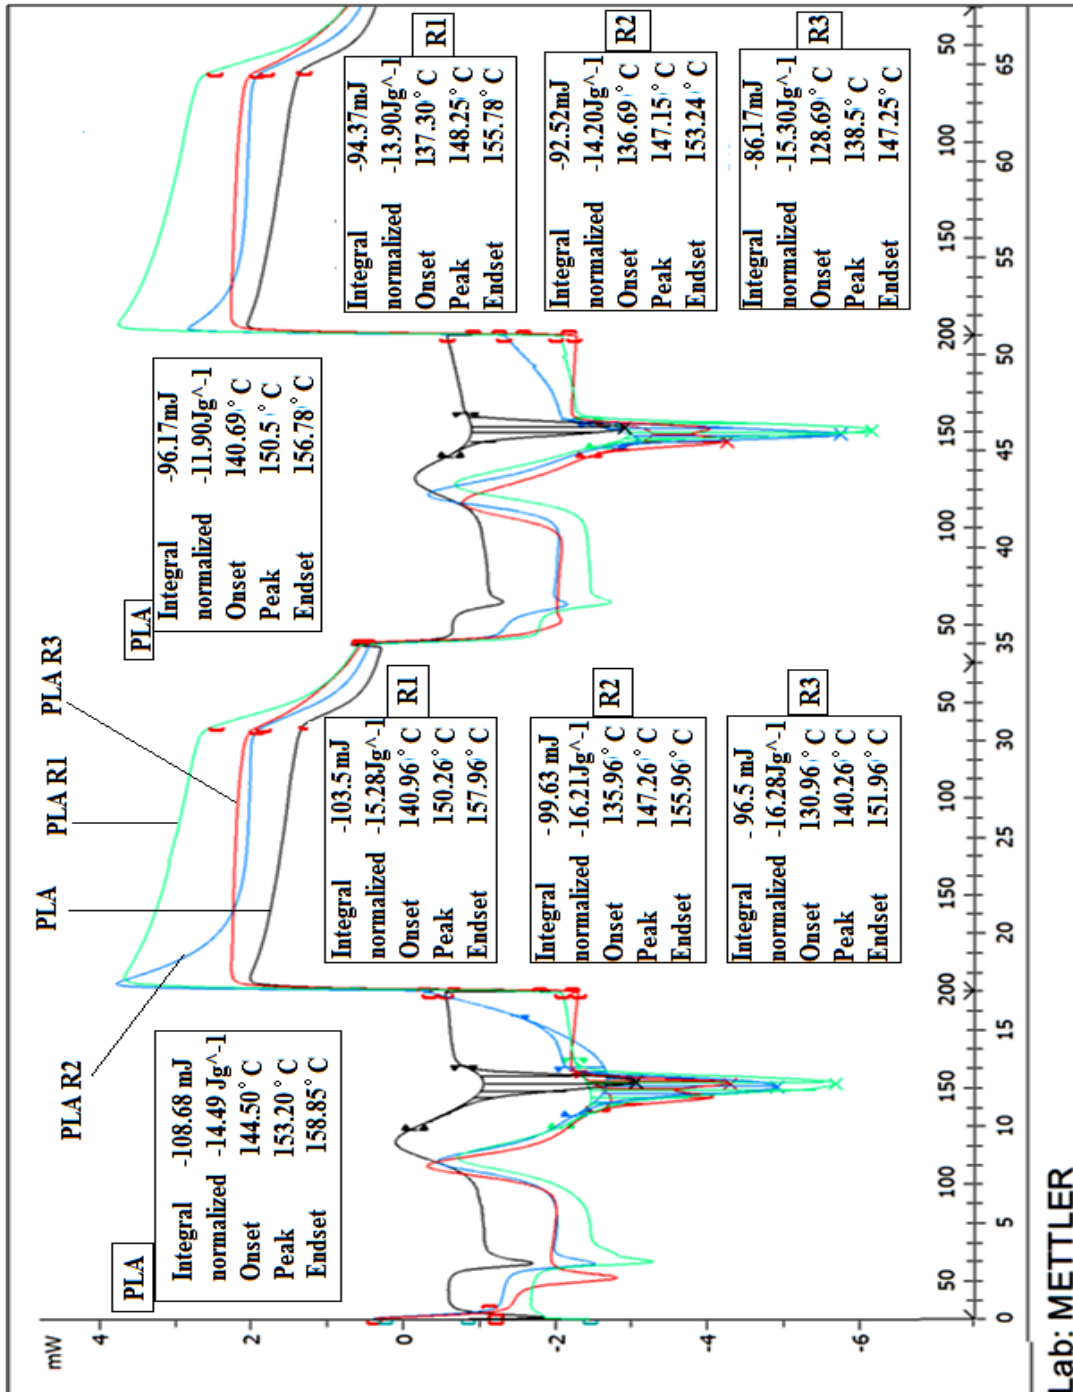 mW
4
2
0
-2
-4
-6
PLA R2
PLA
PLA R1
PLA R3
PLA
Integral -108.68 mJ
normalized -14.49 Jg^-1
Onset 144.50° C
Peak 153.20° C
Endset 158.85° C
R1
Integral -103.5 mJ
normalized -15.28Jg^-1
Onset 140.96° C
Peak 150.26° C
Endset 157.96° C
R2
Integral - 99.63 mJ
normalized -16.21Jg^-1
Onset 135.96° C
Peak 147.26° C
Endset 155.96° C
R3
Integral - 96.5 mJ
normalized -16.28Jg^-1
Onset 130.96° C
Peak 140.26° C
Endset 151.96° C
PLA
Integral -96.17mJ
normalized -11.90Jg^-1
Onset 140.69° C
Peak 150.5° C
Endset 156.78° C
R1
Integral -94.37mJ
normalized -13.90Jg^-1
Onset 137.30° C
Peak 148.25° C
Endset 155.78° C
R2
Integral -92.52mJ
normalized -14.20Jg^-1
Onset 136.69° C
Peak 147.15° C
Endset 153.24° C
R3
Integral -86.17mJ
normalized -15.30Jg^-1
Onset 128.69° C
Peak 138.5° C
Endset 147.25° C
50 100 150 200 150 100 50 50 100 150 200 150 100 50
0 5 10 15 20 25 30 35 40 45 50 55 60 65
Lab: METTLER